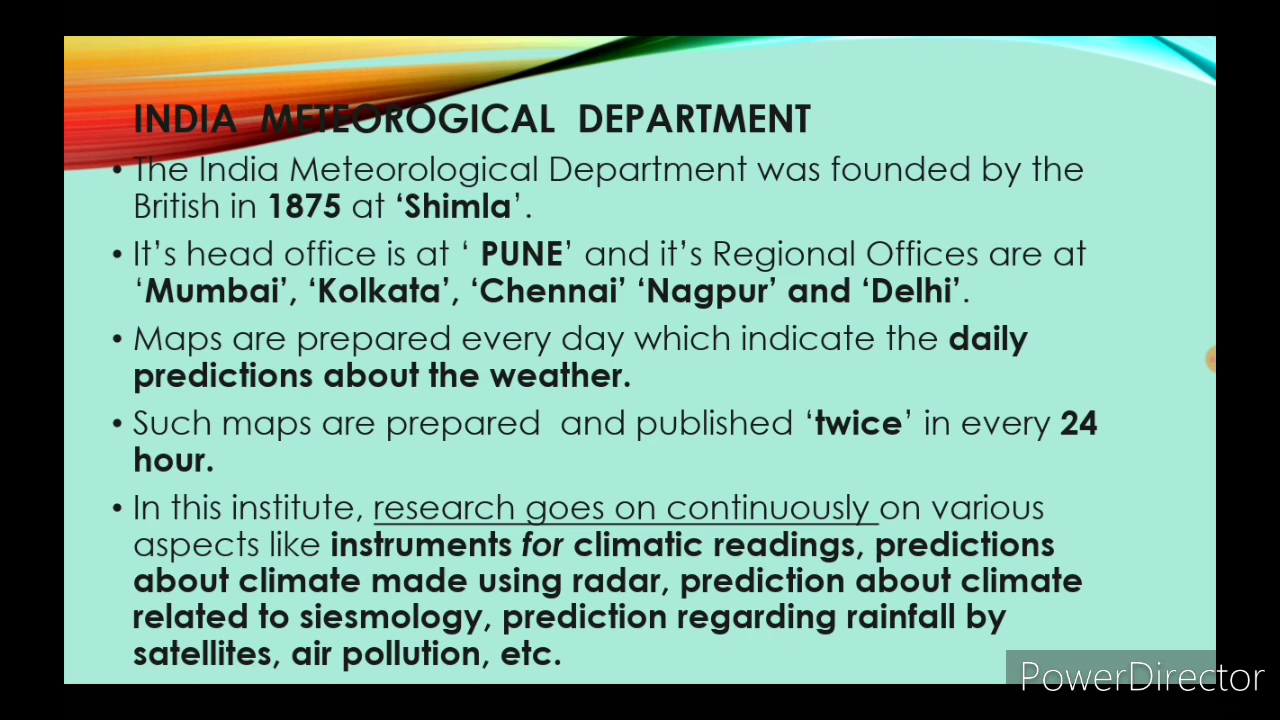 INDIA METEOROGICAL DEPARTMENT
• The India Meteorological Department was founded by the
British in 1875 at ‘Shimla’.
• It’s head office is at ‘ PUNE’ and it’s Regional Offices are at
‘Mumbai’, ‘Kolkata’, ‘Chennai’ ‘Nagpur’ and ‘Delhi’.
• Maps are prepared every day which indicate the daily
predictions about the weather.
• Such maps are prepared and published ‘twice’ in every 24
hour.
• In this institute, research goes on continuously on various
aspects like instruments for climatic readings, predictions
about climate made using radar, prediction about climate
related to siesmology, prediction regarding rainfall by
satellites, air pollution, etc.
PowerDirector